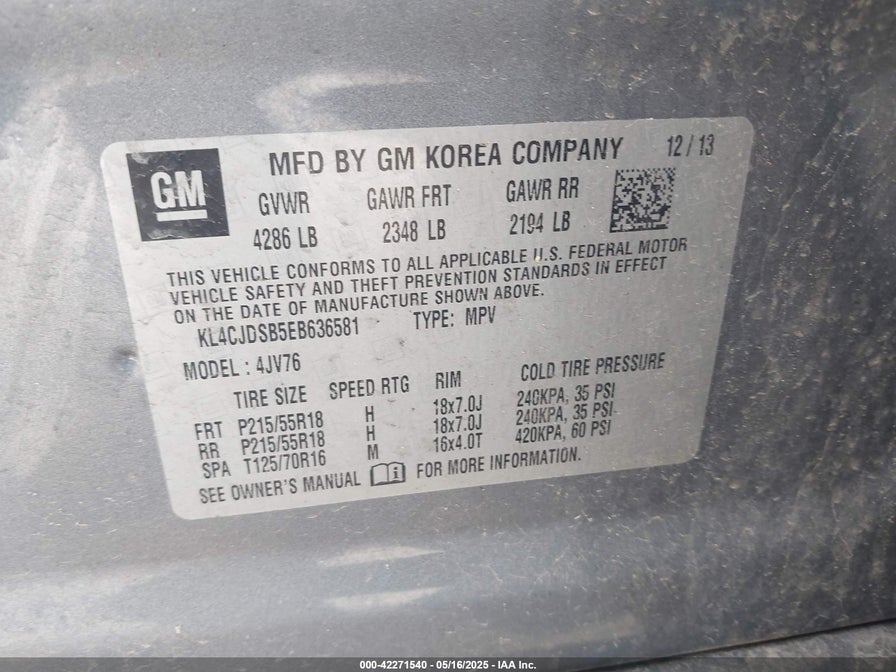 GM
MFD BY GM KOREA COMPANY 12/13
GVWR GAWR FRT GAWR RR
4286 LB 2348 LB 2194 LB
THIS VEHICLE CONFORMS TO ALL APPLICABLE U.S. FEDERAL MOTOR
VEHICLE SAFETY AND THEFT PREVENTION STANDARDS IN EFFECT
ON THE DATE OF MANUFACTURE SHOWN ABOVE.
KL4CJDSB5EB636581 TYPE: MPV
MODEL : 4JV76
TIRE SIZE SPEED RTG RIM COLD TIRE PRESSURE
FRT P215/55R18 H 18x7.0J 240KPA, 35 PSI
RR P215/55R18 H 18x7.0J 240KPA, 35 PSI
SPA T125/70R16 M 16x4.0T 420KPA, 60 PSI
SEE OWNER'S MANUAL FOR MORE INFORMATION.
000-42271540 - 05/16/2025 - IAA Inc.